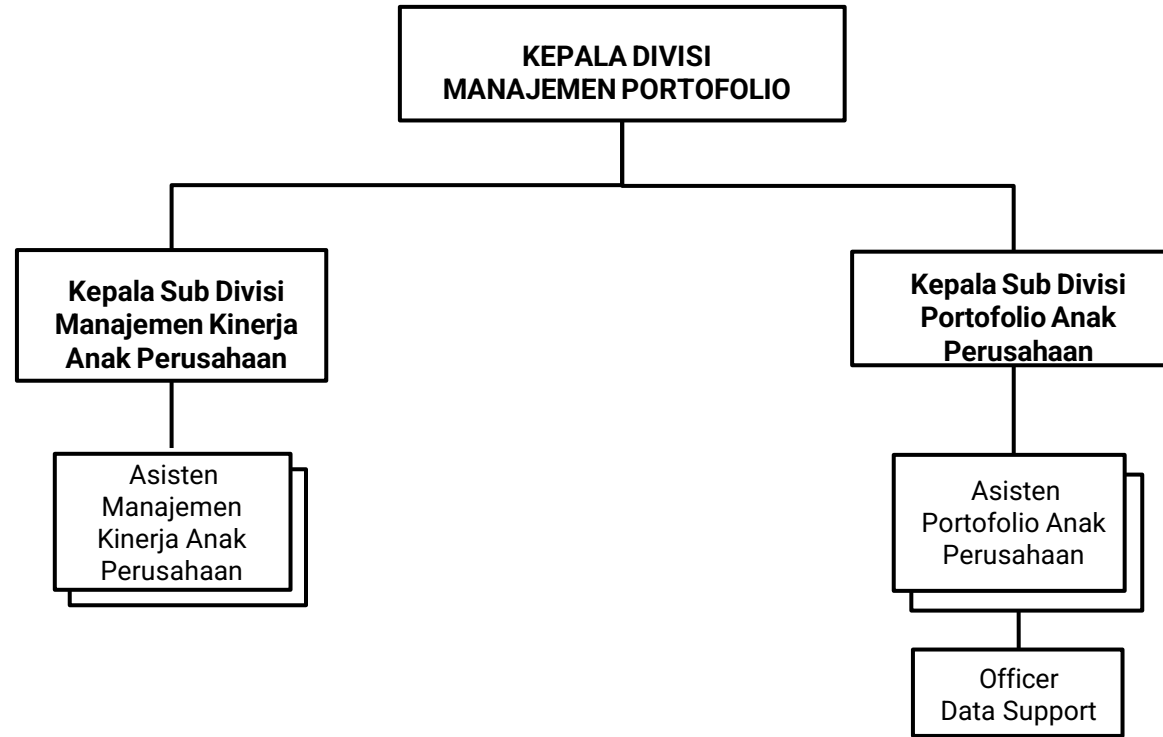 KEPALA DIVISI
MANAJEMEN PORTOFOLIO
Kepala Sub Divisi
Manajemen Kinerja
Anak Perusahaan
Kepala Sub Divisi
Portofolio Anak
Perusahaan
Asisten
Manajemen
Kinerja Anak
Perusahaan
Asisten
Portofolio Anak
Perusahaan
Officer
Data Support